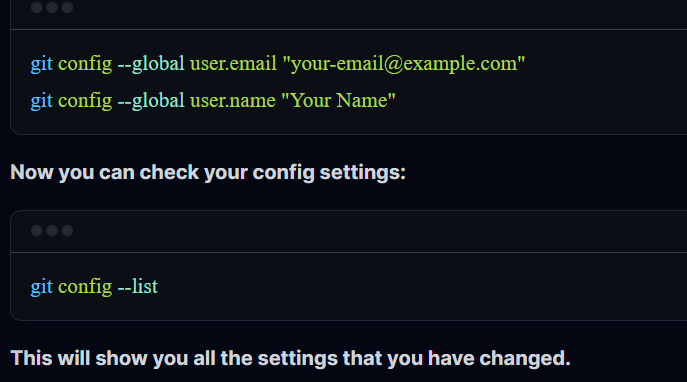 git config --global user.email "your-email@example.com"
git config --global user.name "Your Name"
Now you can check your config settings:
git config --list
This will show you all the settings that you have changed.